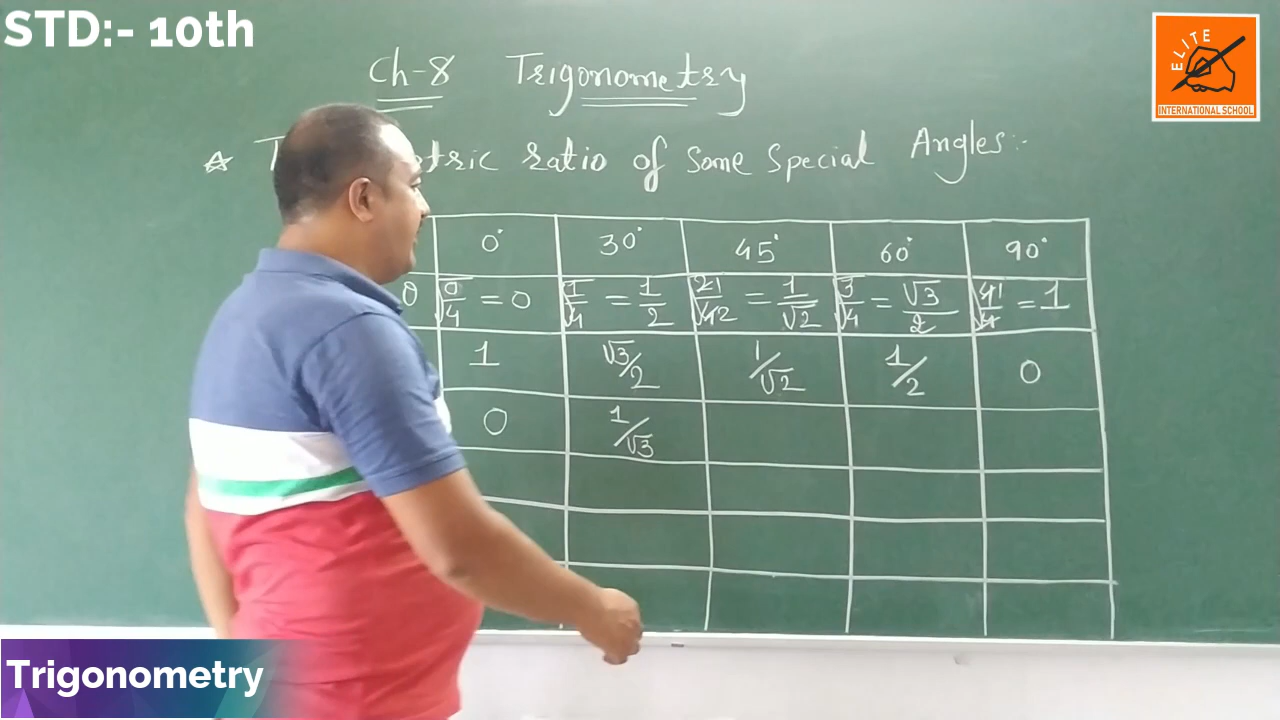 STD:- 10th
ELITE
INTERNATIONAL SCHOOL
Ch-8 Trigonometry
ratio of Some Special Angles:-
0° 30° 45° 60° 90°
√0/4 = 0 √1/4 = 1/2 √2/4 = 1/√2 √3/4 = √3/2 √4/4 = 1
1 √3/2 1/√2 1/2 0
0 1/√3
Trigonometry